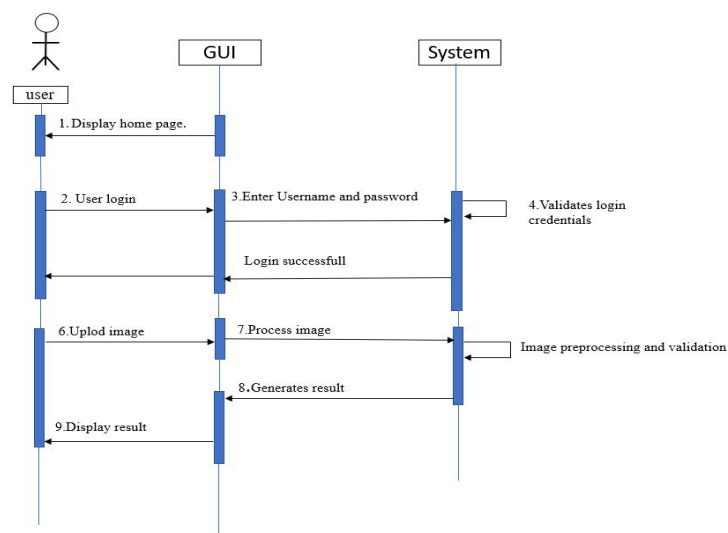 GUI
System
user
1. Display home page.
2. User login
3.Enter Username and password
4.Validates login
credentials
Login successfull
6.Uplod image
7.Process image
Image preprocessing and validation
8.Generates result
9.Display result